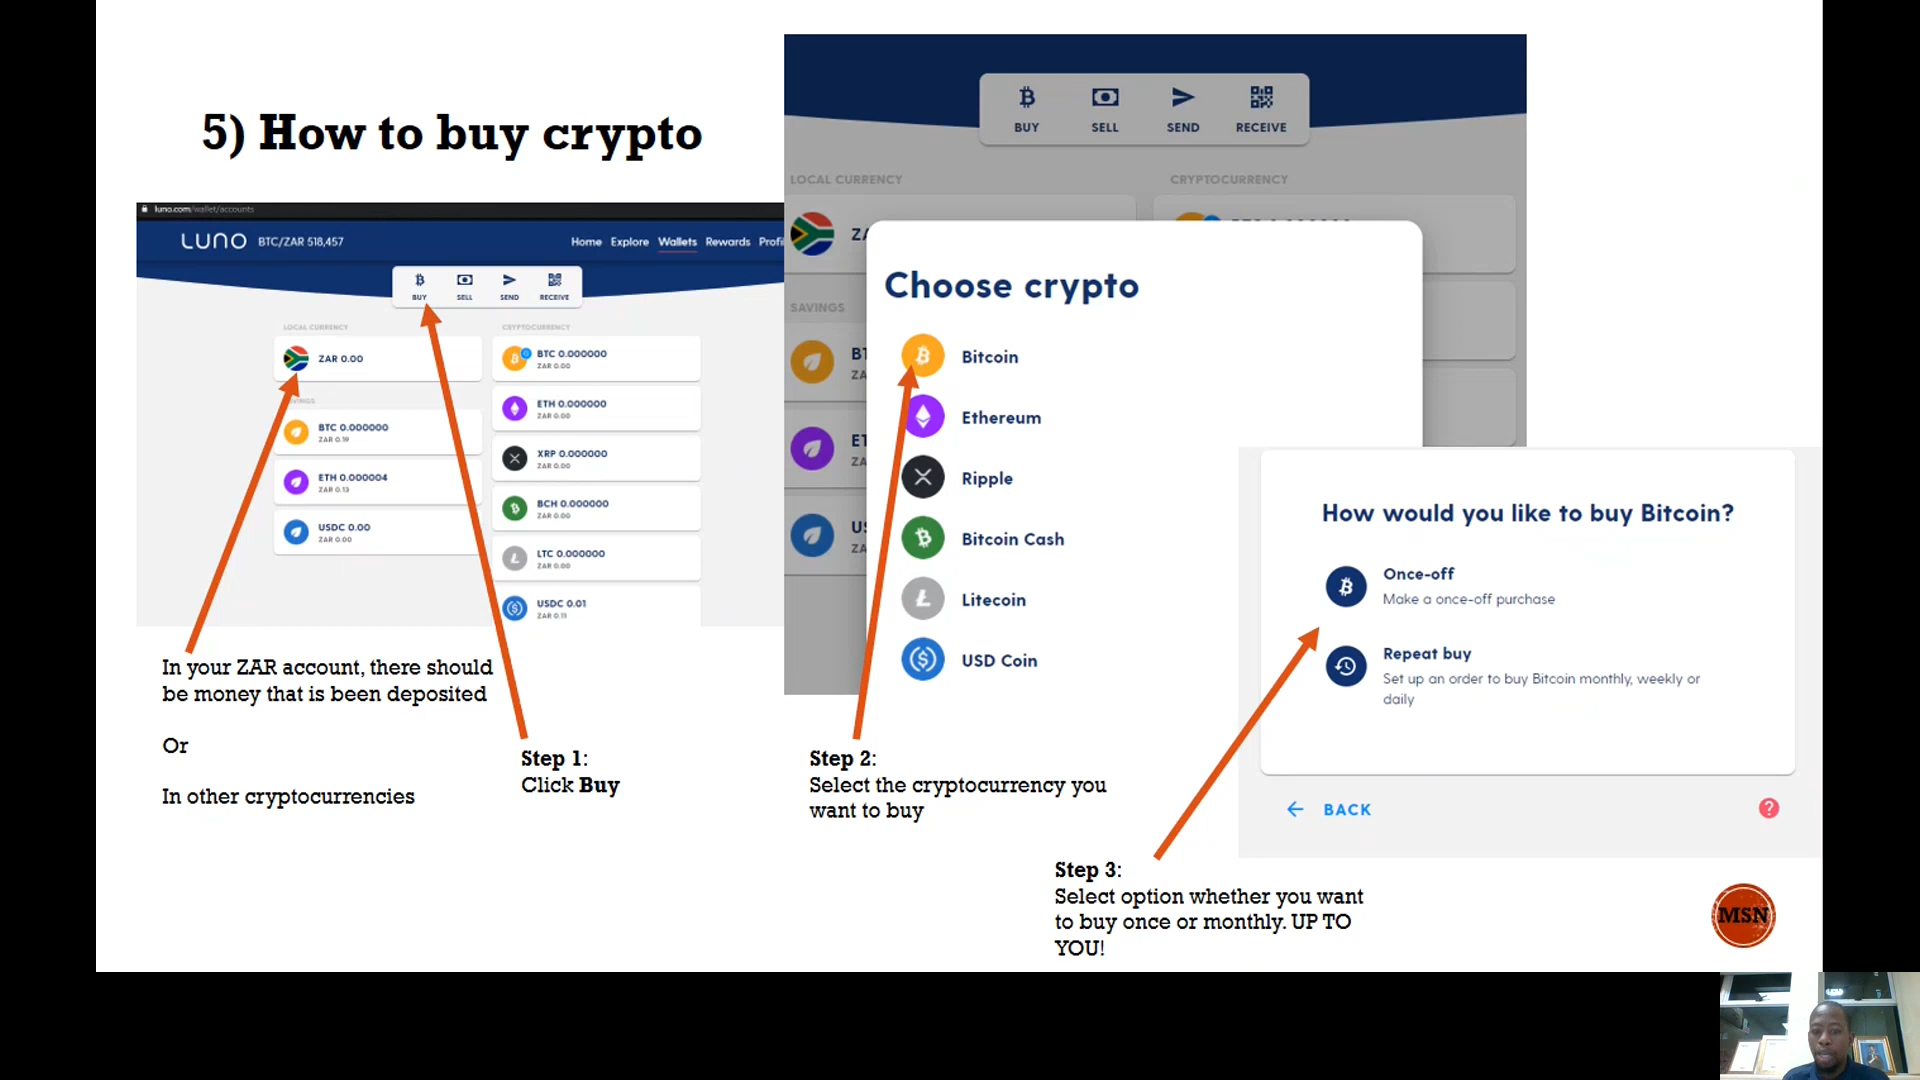 5) How to buy crypto
luno.com/wallet/accounts
LUNO BTC/ZAR 518,457
Home Explore Wallets Rewards Profi
BUY SELL SEND RECEIVE
LOCAL CURRENCY
ZAR 0.00
BTC 0.000000
ZAR 0.19
ETH 0.000004
ZAR 0.13
USDC 0.00
ZAR 0.00
CRYPTOCURRENCY
BTC 0.000000
ZAR 0.00
ETH 0.000000
ZAR 0.00
XRP 0.000000
ZAR 0.00
BCH 0.000000
ZAR 0.00
LTC 0.000000
ZAR 0.00
USDC 0.01
ZAR 0.11
In your ZAR account, there should
be money that is been deposited
Or
In other cryptocurrencies
Step 1:
Click Buy
BUY SELL SEND RECEIVE
LOCAL CURRENCY
CRYPTOCURRENCY
SAVINGS
Choose crypto
Bitcoin
Ethereum
Ripple
Bitcoin Cash
Litecoin
USD Coin
Step 2:
Select the cryptocurrency you
want to buy
How would you like to buy Bitcoin?
Once-off
Make a once-off purchase
Repeat buy
Set up an order to buy Bitcoin monthly, weekly or
daily
BACK
Step 3:
Select option whether you want
to buy once or monthly. UP TO
YOU!
MSN